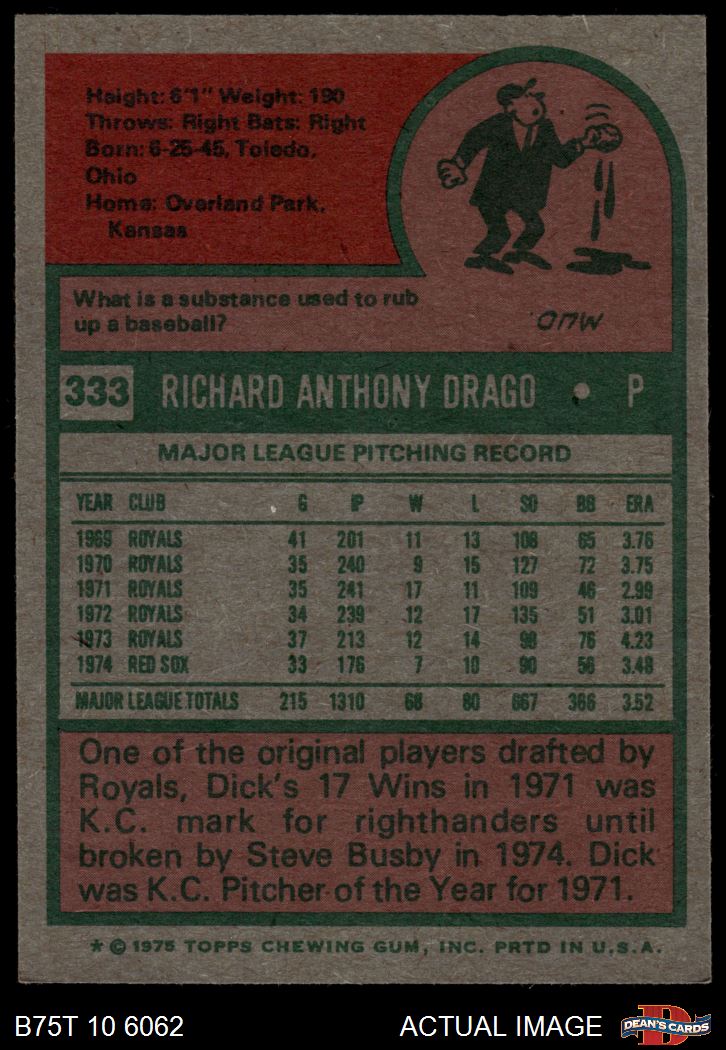 Height: 6'1" Weight: 190
Throws: Right Bats: Right
Born: 6-25-45, Toledo,
Ohio
Home: Overland Park,
Kansas
What is a substance used to rub
up a baseball?
MUD
333 RICHARD ANTHONY DRAGO • P
MAJOR LEAGUE PITCHING RECORD
YEAR CLUB G IP W L SO BB ERA
1969 ROYALS 41 201 11 13 108 65 3.76
1970 ROYALS 35 240 9 15 127 72 3.75
1971 ROYALS 35 241 17 11 109 46 2.99
1972 ROYALS 34 239 12 17 135 51 3.01
1973 ROYALS 37 213 12 14 98 76 4.23
1974 RED SOX 33 176 7 10 90 56 3.48
MAJOR LEAGUE TOTALS 215 1310 68 80 667 366 3.52
One of the original players drafted by
Royals, Dick's 17 Wins in 1971 was
K.C. mark for righthanders until
broken by Steve Busby in 1974. Dick
was K.C. Pitcher of the Year for 1971.
* © 1975 TOPPS CHEWING GUM, INC. PRTD IN U.S.A.
B75T 10 6062 ACTUAL IMAGE
DEAN'S CARDS